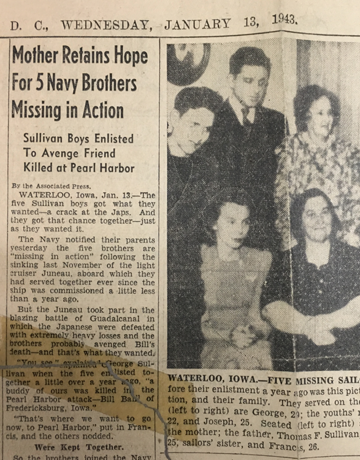 D. C., WEDNESDAY, JANUARY 13, 1943.
Mother Retains Hope
For 5 Navy Brothers
Missing in Action
Sullivan Boys Enlisted
To Avenge Friend
Killed at Pearl Harbor
By the Associated Press.
WATERLOO, Iowa, Jan. 13.—The
five Sullivan boys got what they
wanted—a crack at the Japs. And
they got that chance together—just
as they wanted it.
The Navy notified their parents
yesterday the five brothers are
"missing in action" following the
sinking last November of the light
cruiser Juneau, aboard which they
had served together ever since the
ship was commissioned a little less
than a year ago.
But the Juneau took part in the
blazing battle of Guadalcanal in
which the Japanese were defeated
with extremely heavy losses and the
brothers probably avenged Bill's
death—and that's what they wanted.
"You see," explained George Sul-
livan when the five enlisted to-
gether a little over a year ago, "a
buddy of ours was killed in the
Pearl Harbor attack—Bill Ball of
Fredericksburg, Iowa."
"That's where we want to go
now, to Pearl Harbor," put in Fran-
cis, and the others nodded.
Were Kept Together.
So the brothers joined the Navy
WATERLOO, IOWA.—FIVE MISSING SAIL
fore their enlistment a year ago was this pict
tion, and their family. They served on th
(left to right) are George, 29; the youths'
22, and Joseph, 25. Seated (left to right)
the mother; the father, Thomas F. Sullivan
25, sailors' sister, and Francis, 26.